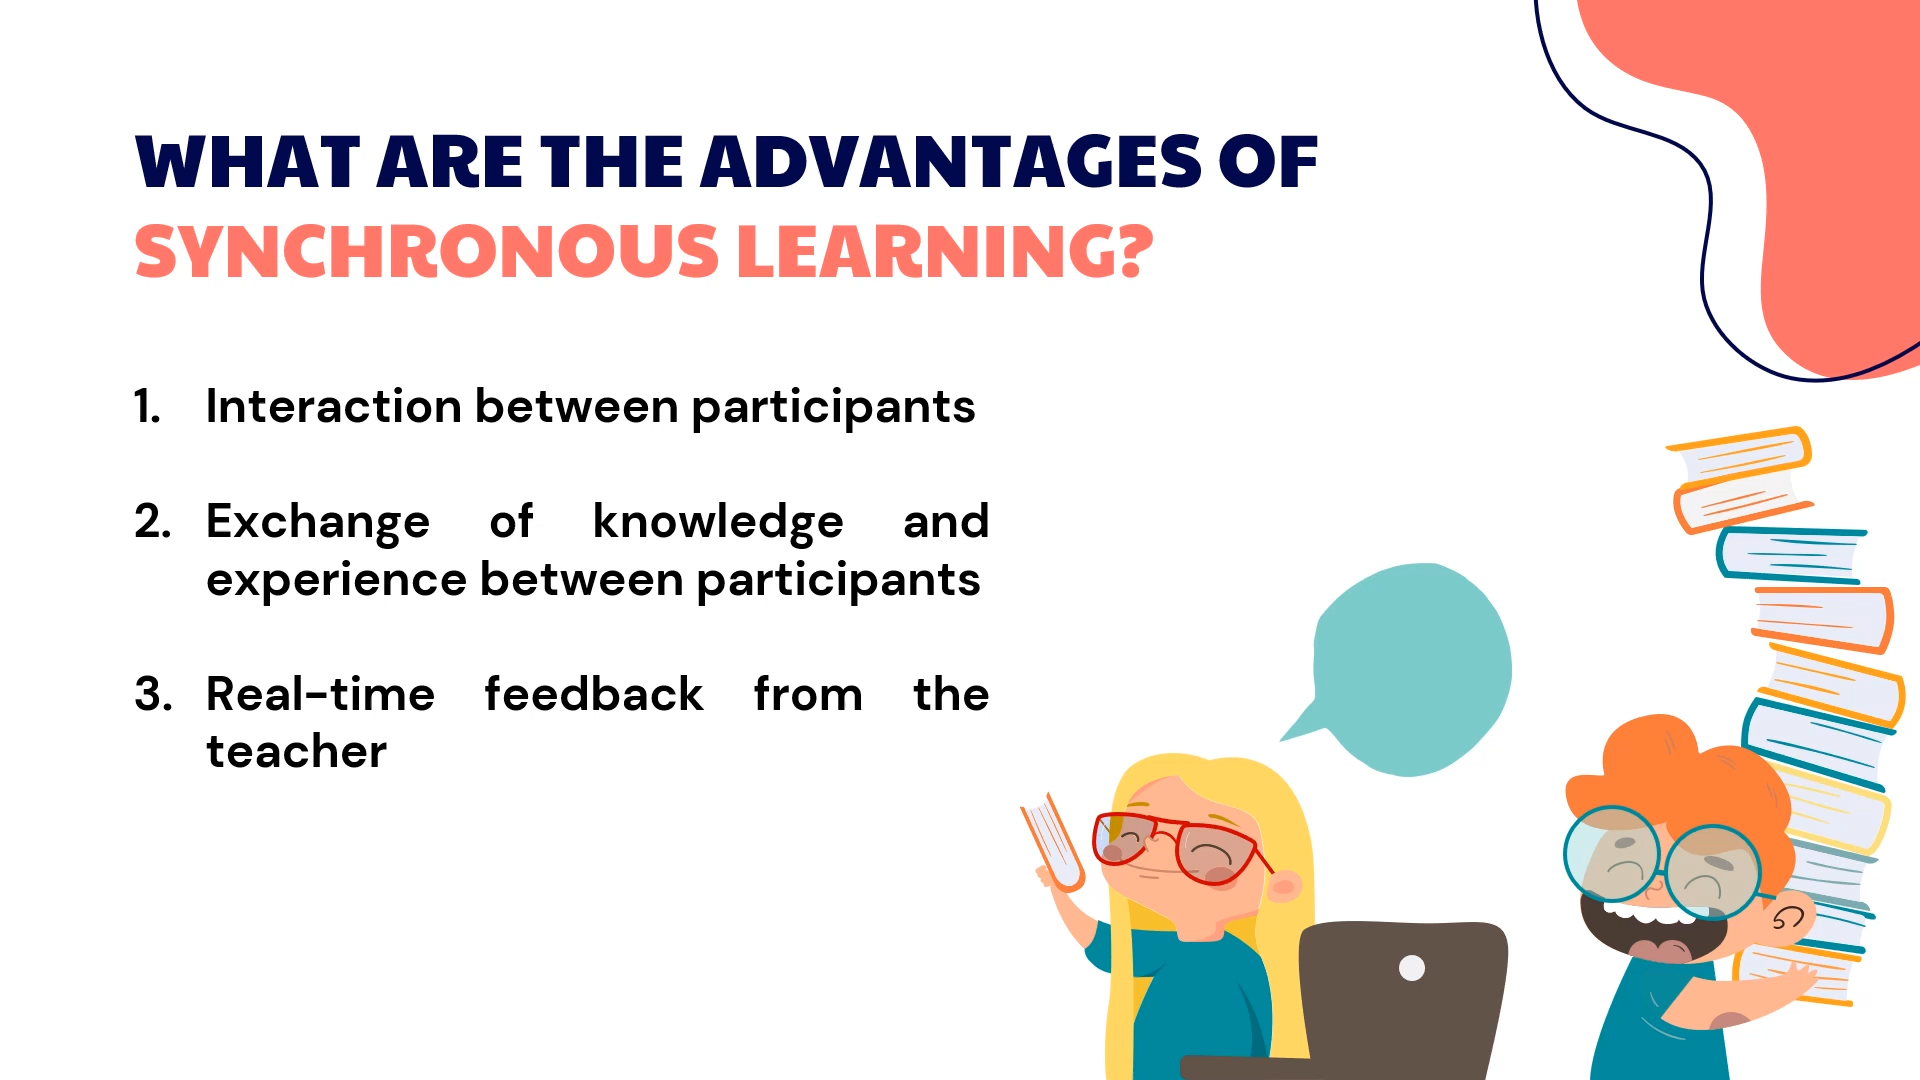 WHAT ARE THE ADVANTAGES OF
SYNCHRONOUS LEARNING?
1. Interaction between participants
2. Exchange of knowledge and
experience between participants
3. Real-time feedback from the
teacher